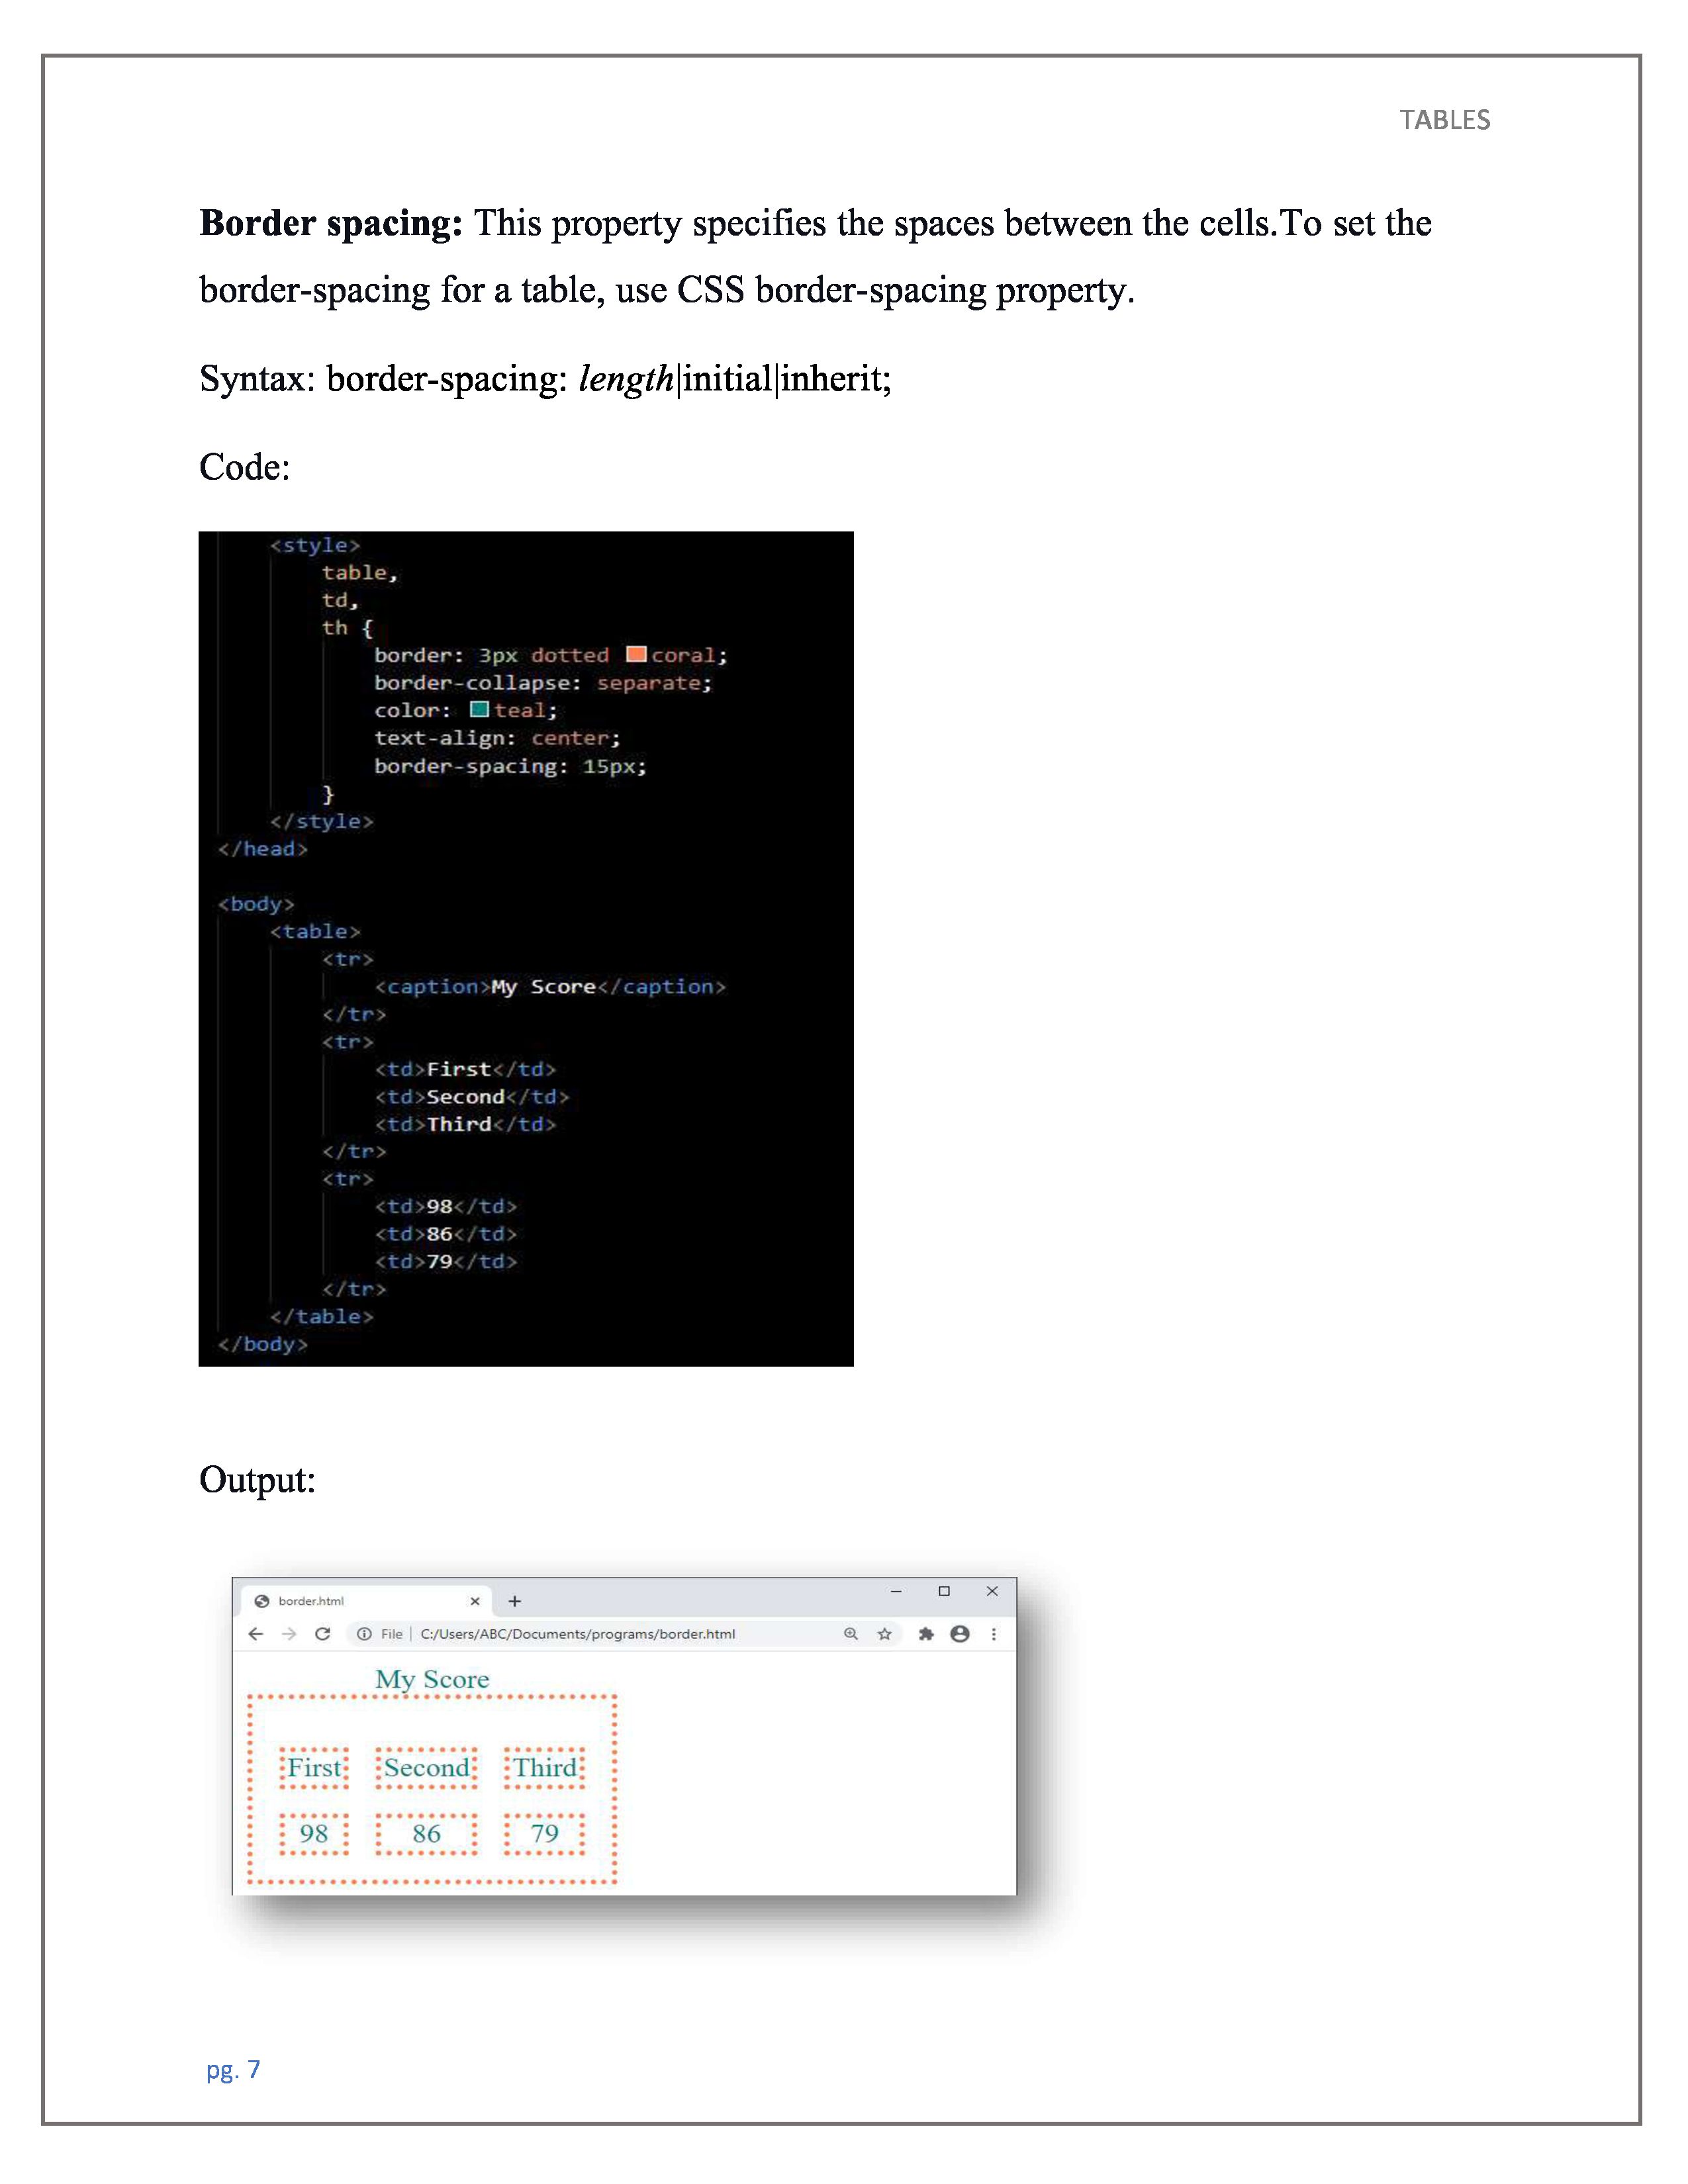 TABLES
Border spacing: This property specifies the spaces between the cells.To set the
border-spacing for a table, use CSS border-spacing property.
Syntax: border-spacing: length|initial|inherit;
Code:
<style>
table,
td,
th {
border: 3px dotted coral;
border-collapse: separate;
color: teal;
text-align: center;
border-spacing: 15px;
}
</style>
</head>
<body>
<table>
<tr>
<caption>My Score</caption>
</tr>
<tr>
<td>First</td>
<td>Second</td>
<td>Third</td>
</tr>
<tr>
<td>98</td>
<td>86</td>
<td>79</td>
</tr>
</table>
</body>
Output:
border.html
File | C:/Users/ABC/Documents/programs/border.html
My Score
First Second Third
98 86 79
pg. 7